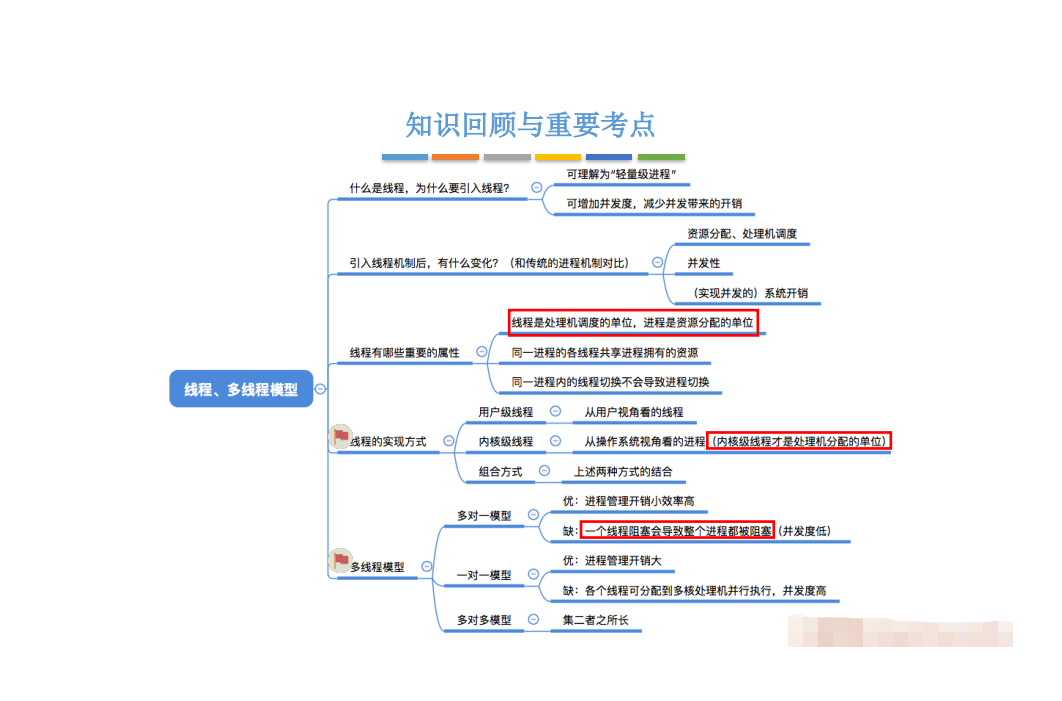 知识回顾与重要考点
什么是线程，为什么要引入线程？
可理解为“轻量级进程”
可增加并发度，减少并发带来的开销
引入线程机制后，有什么变化？（和传统的进程机制对比）
资源分配、处理机调度
并发性
（实现并发的）系统开销
线程有哪些重要的属性
线程是处理机调度的单位，进程是资源分配的单位
同一进程的各线程共享进程拥有的资源
同一进程内的线程切换不会导致进程切换
线程、多线程模型
线程的实现方式
用户级线程
从用户视角看的线程
内核级线程
从操作系统视角看的进程（内核级线程才是处理机分配的单位）
组合方式
上述两种方式的结合
多线程模型
多对一模型
优：进程管理开销小效率高
缺：一个线程阻塞会导致整个进程都被阻塞（并发度低）
一对一模型
优：进程管理开销大
缺：各个线程可分配到多核处理机并行执行，并发度高
多对多模型
集二者之所长